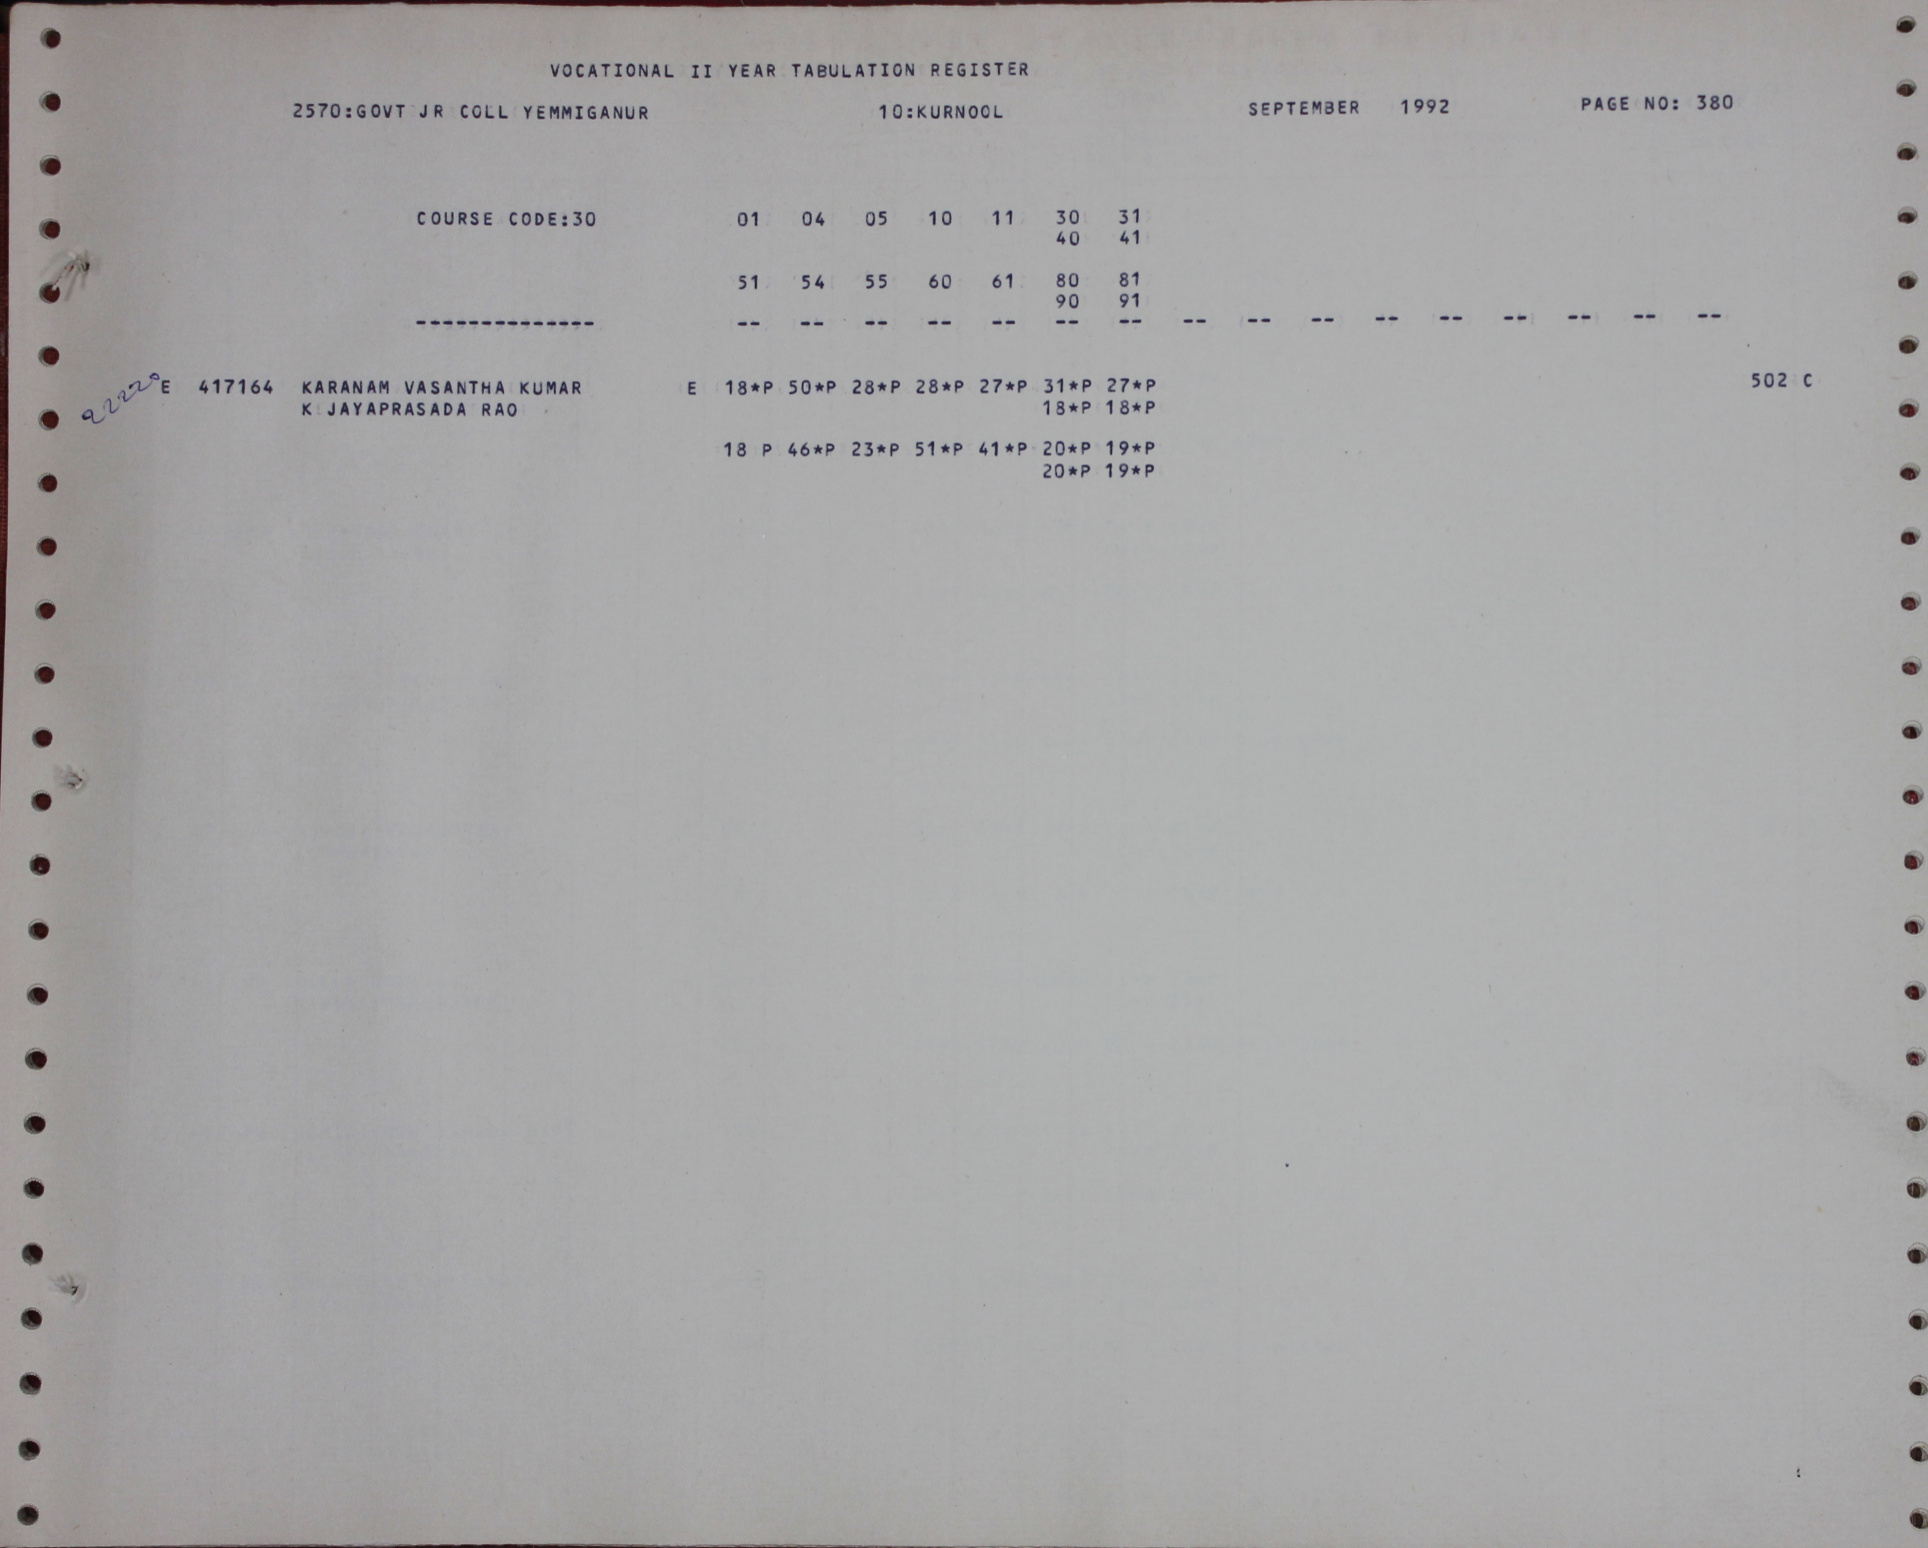 VOCATIONAL II YEAR TABULATION REGISTER
2570:GOVT JR COLL YEMMIGANUR 10:KURNOOL SEPTEMBER 1992 PAGE NO: 380
COURSE CODE:30 01 04 05 10 11 30 31
40 41
51 54 55 60 61 80 81
90 91
-------------- -- -- -- -- -- -- -- -- -- -- -- -- -- -- -- --
22220 E 417164 KARANAM VASANTHA KUMAR E 18*P 50*P 28*P 28*P 27*P 31*P 27*P 502 C
K JAYAPRASADA RAO 18*P 18*P
18 P 46*P 23*P 51*P 41*P 20*P 19*P
20*P 19*P